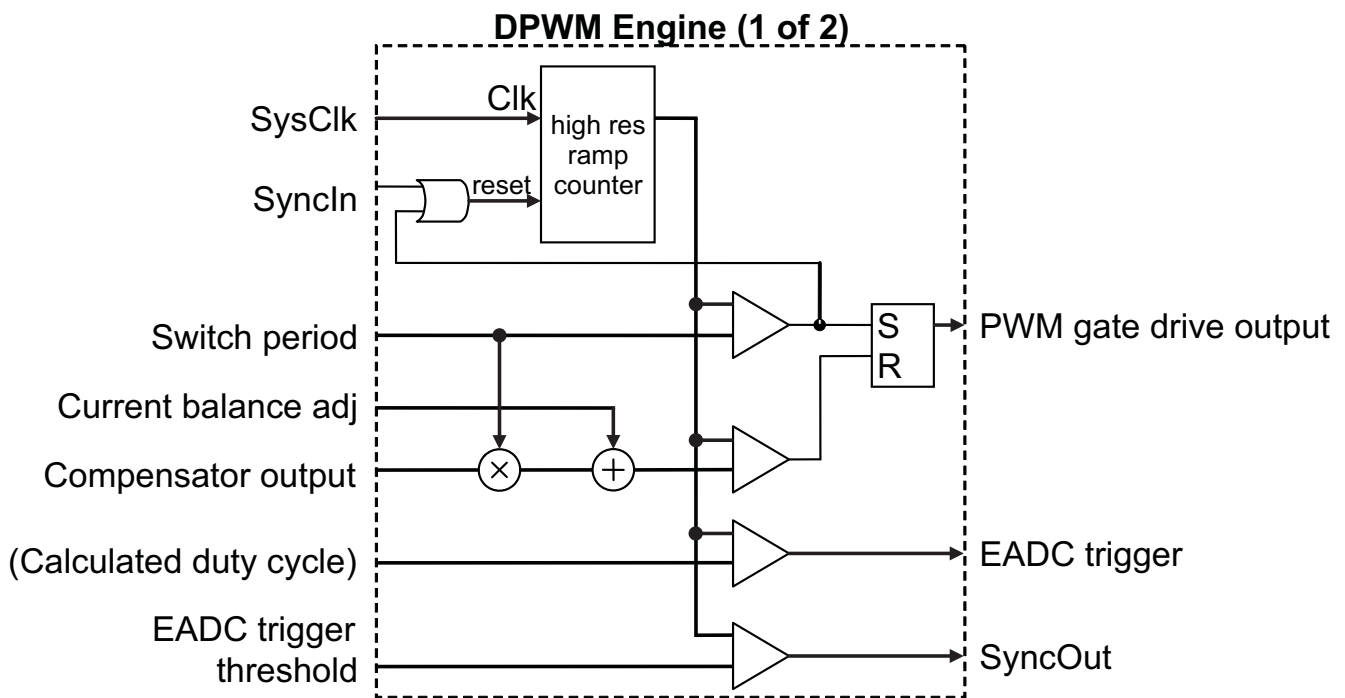 DPWM Engine (1 of 2)
SysClk
Clk
high res
ramp
counter
SyncIn
reset
Switch period
S
R
PWM gate drive output
Current balance adj
Compensator output
×
+
(Calculated duty cycle)
EADC trigger
EADC trigger
threshold
SyncOut